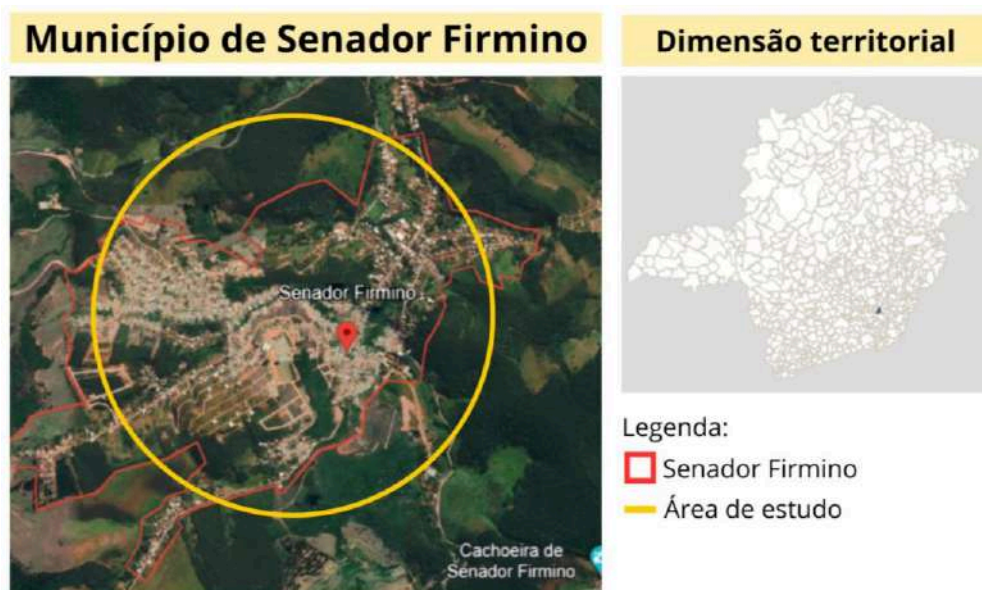 Município de Senador Firmino
Dimensão territorial
Senador Firmino
Cachoeira de
Senador Firmino
Legenda:
Senador Firmino
Área de estudo